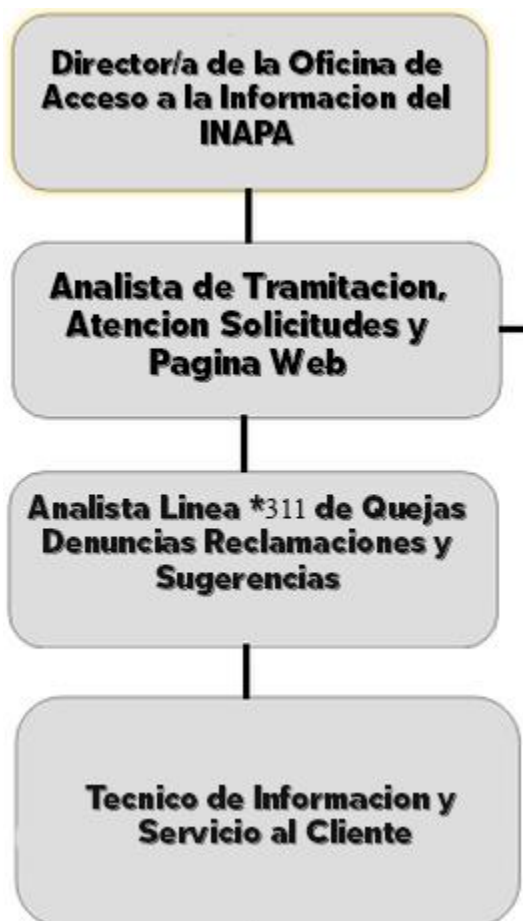 Director/a de la Oficina de
Acceso a la Informacion del
INAPA
Analista de Tramitacion,
Atencion Solicitudes y
Pagina Web
Analista Linea *311 de Quejas
Denuncias Reclamaciones y
Sugerencias
Tecnico de Informacion y
Servicio al Cliente